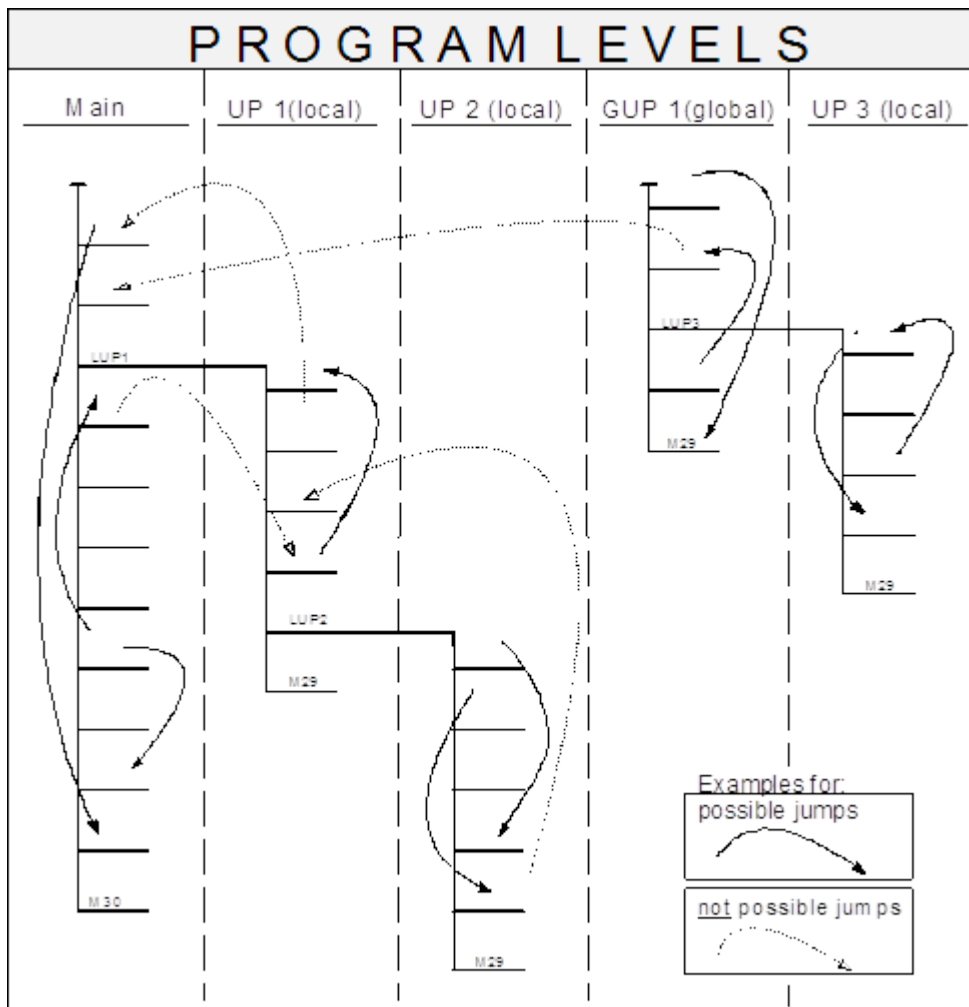 PROGRAM LEVELS
Main
UP 1(local)
UP 2 (local)
GUP 1(global)
UP 3 (local)
LUP1
LUP3
M29
M29
LUP2
M29
M30
M29
Examples for:
possible jumps
not possible jumps